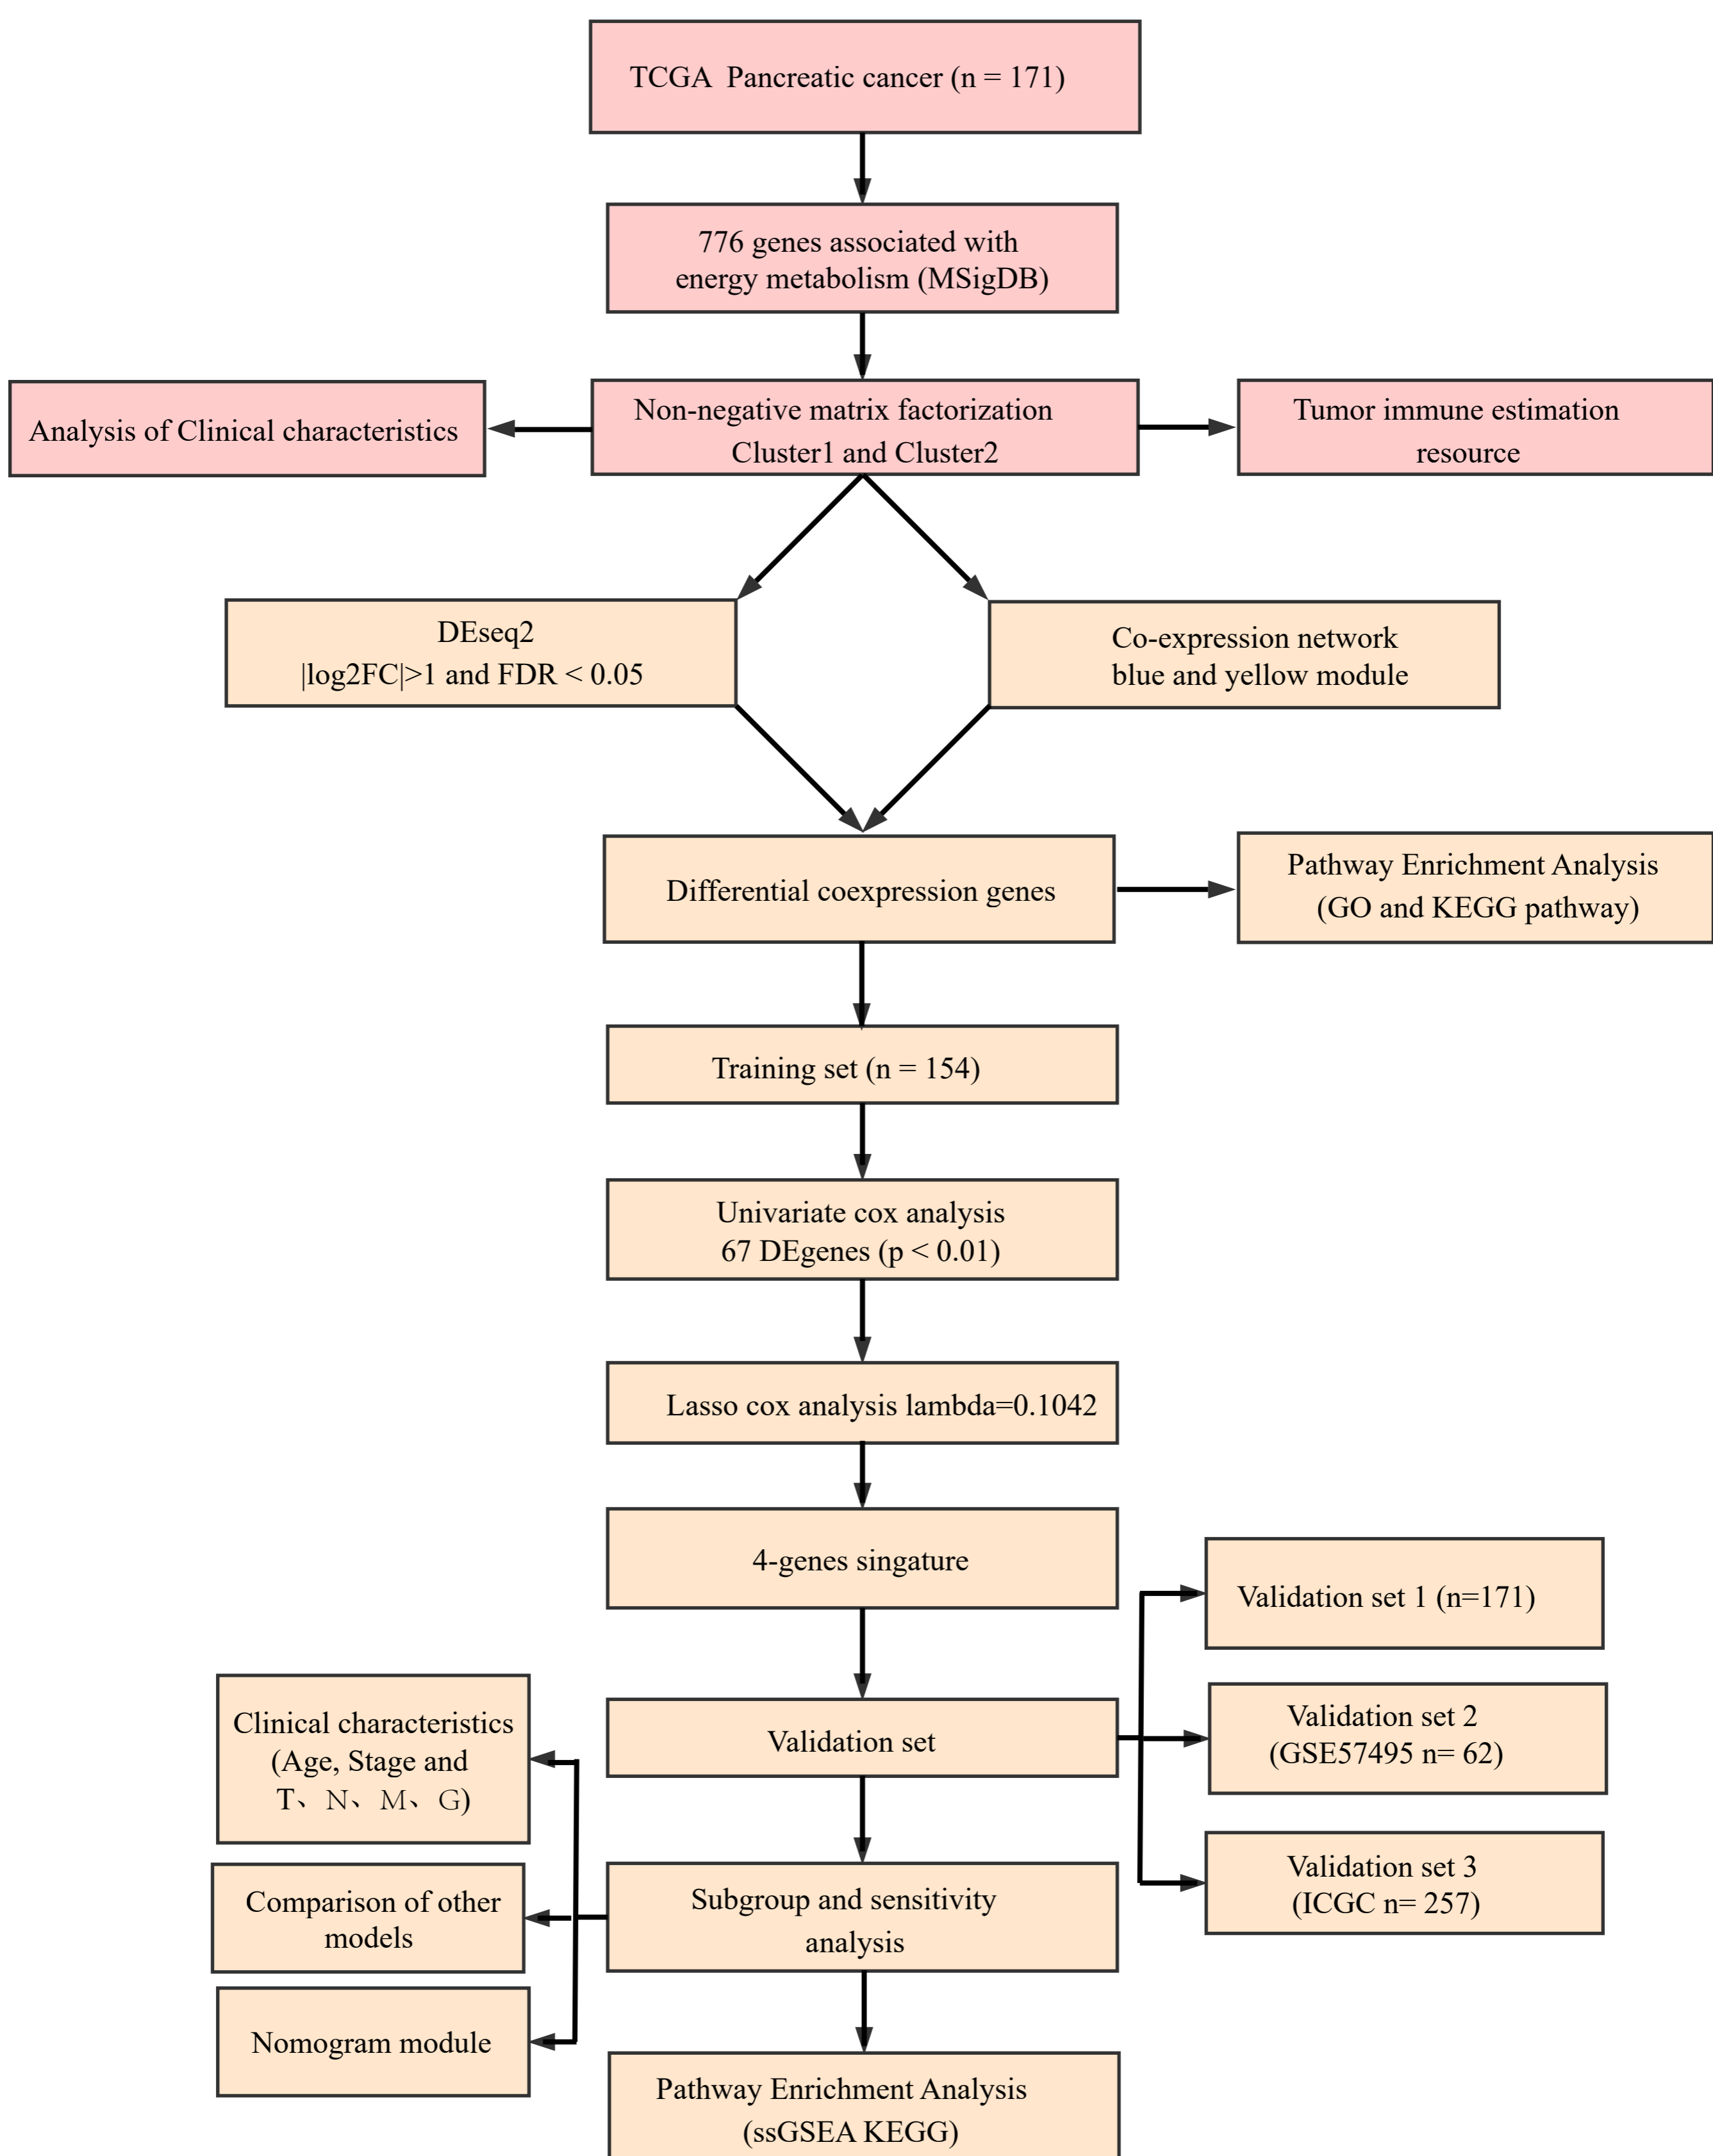 TCGA  Pancreatic cancer (n = 171)
776 genes associated with
energy metabolism (MSigDB)
Analysis of Clinical characteristics
Non-negative matrix factorization
Cluster1 and Cluster2
Tumor immune estimation
resource
DEseq2
|log2FC|>1 and FDR < 0.05
Co-expression network
blue and yellow module
Differential coexpression genes
Pathway Enrichment Analysis
(GO and KEGG pathway)
Training set (n = 154)
Univariate cox analysis
67 DEgenes (p < 0.01)
Lasso cox analysis lambda=0.1042
4-genes singature
Validation set 1 (n=171)
Validation set
Validation set 2
(GSE57495 n= 62)
Validation set 3
(ICGC n= 257)
Clinical characteristics
(Age, Stage and
T、N、M、G)
Subgroup and sensitivity
analysis
Comparison of other
models
Nomogram module
Pathway Enrichment Analysis
(ssGSEA KEGG)